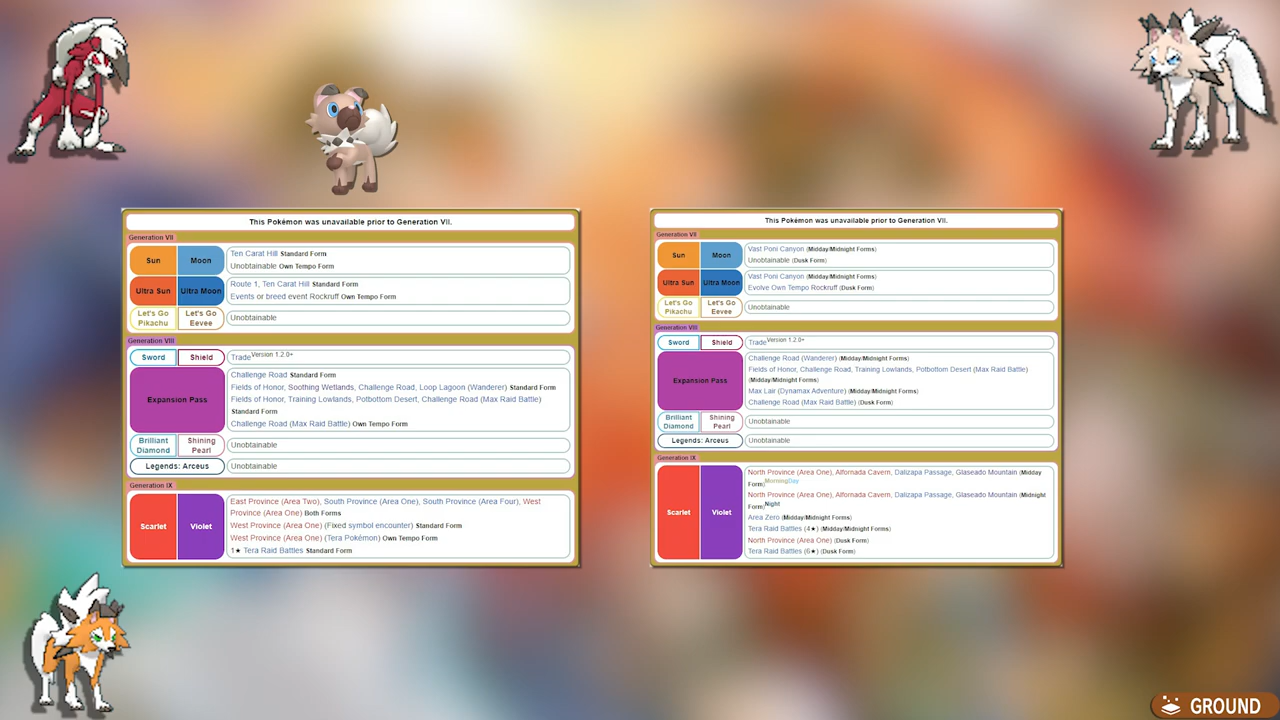 This Pokémon was unavailable prior to Generation VII.
Generation VII
Sun Moon
Ten Carat Hill Standard Form
Unobtainable Own Tempo Form
Ultra Sun Ultra Moon
Route 1, Ten Carat Hill Standard Form
Events or breed event Rockruff Own Tempo Form
Let's Go Pikachu Let's Go Eevee
Unobtainable
Generation VIII
Sword Shield
Trade Version 1.2.0+
Expansion Pass
Challenge Road Standard Form
Fields of Honor, Soothing Wetlands, Challenge Road, Loop Lagoon (Wanderer) Standard Form
Fields of Honor, Training Lowlands, Potbottom Desert, Challenge Road (Max Raid Battle)
Standard Form
Challenge Road (Max Raid Battle) Own Tempo Form
Brilliant Diamond Shining Pearl
Unobtainable
Legends: Arceus
Unobtainable
Generation IX
Scarlet Violet
East Province (Area Two), South Province (Area One), South Province (Area Four), West
Province (Area One) Both Forms
West Province (Area One) (Fixed symbol encounter) Standard Form
West Province (Area One) (Tera Pokémon) Own Tempo Form
1★ Tera Raid Battles Standard Form
This Pokémon was unavailable prior to Generation VII.
Generation VII
Sun Moon
Vast Poni Canyon (Midday/Midnight Forms)
Unobtainable (Dusk Form)
Ultra Sun Ultra Moon
Vast Poni Canyon (Midday/Midnight Forms)
Evolve Own Tempo Rockruff (Dusk Form)
Let's Go Pikachu Let's Go Eevee
Unobtainable
Generation VIII
Sword Shield
Trade Version 1.2.0+
Expansion Pass
Challenge Road (Wanderer) (Midday/Midnight Forms)
Fields of Honor, Challenge Road, Training Lowlands, Potbottom Desert (Max Raid Battle)
(Midday/Midnight Forms)
Max Lair (Dynamax Adventure) (Midday/Midnight Forms)
Challenge Road (Max Raid Battle) (Dusk Form)
Brilliant Diamond Shining Pearl
Unobtainable
Legends: Arceus
Unobtainable
Generation IX
Scarlet Violet
North Province (Area One), Alfornada Cavern, Dalizapa Passage, Glaseado Mountain (Midday
Form) MorningDay
North Province (Area One), Alfornada Cavern, Dalizapa Passage, Glaseado Mountain (Midnight
Form) Night
Area Zero (Midday/Midnight Forms)
Tera Raid Battles (4★) (Midday/Midnight Forms)
North Province (Area One) (Dusk Form)
Tera Raid Battles (6★) (Dusk Form)
GROUND